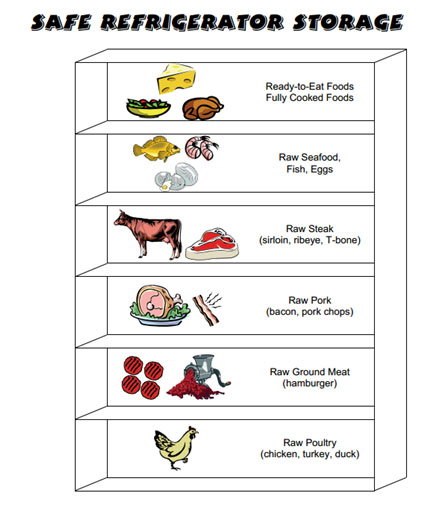 SAFE REFRIGERATOR STORAGE
Ready-to-Eat Foods
Fully Cooked Foods
Raw Seafood,
Fish, Eggs
Raw Steak
(sirloin, ribeye, T-bone)
Raw Pork
(bacon, pork chops)
Raw Ground Meat
(hamburger)
Raw Poultry
(chicken, turkey, duck)